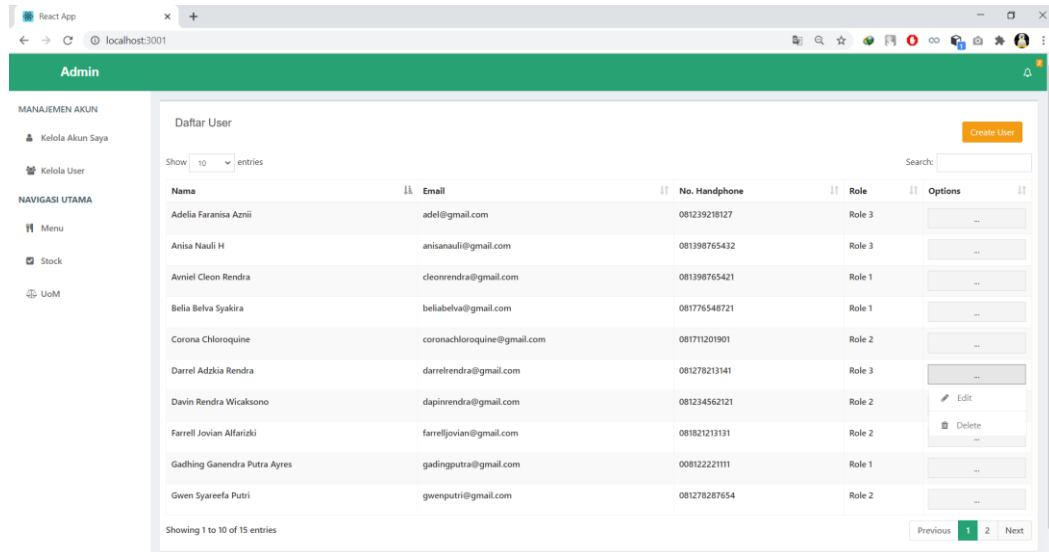 React App
localhost:3001
Admin
2
MANAJEMEN AKUN
Kelola Akun Saya
Kelola User
NAVIGASI UTAMA
Menu
Stock
UoM
Daftar User
Create User
Show 10 entries Search:
Nama Email No. Handphone Role Options
Adelia Faranisa Aznii adel@gmail.com 081239218127 Role 3 ...
Anisa Nauli H anisanauli@gmail.com 081398765432 Role 3 ...
Avniel Cleon Rendra cleonrendra@gmail.com 081398765421 Role 1 ...
Belia Belva Syakira beliabelva@gmail.com 081776548721 Role 1 ...
Corona Chloroquine coronachloroquine@gmail.com 081711201901 Role 2 ...
Darrel Adzkia Rendra darrelrendra@gmail.com 081278213141 Role 3 ...
Davin Rendra Wicaksono dapinrendra@gmail.com 081234562121 Role 2 Edit
Farrell Jovian Alfarizki farrelljovian@gmail.com 081821213131 Role 2 Delete ...
Gadhing Ganendra Putra Ayres gadingputra@gmail.com 008122221111 Role 1 ...
Gwen Syareefa Putri gwenputri@gmail.com 081278287654 Role 2 ...
Showing 1 to 10 of 15 entries Previous 1 2 Next